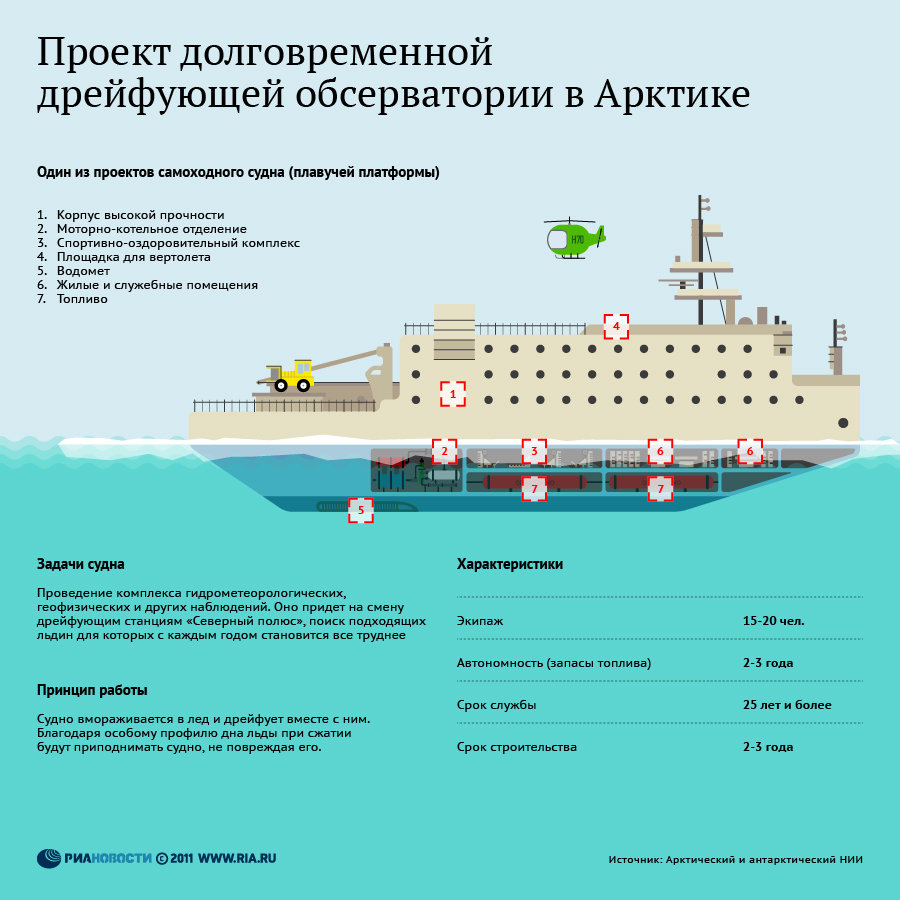 Проект долговременной
дрейфующей обсерватории в Арктике
Один из проектов самоходного судна (плавучей платформы)
1. Корпус высокой прочности
2. Моторно-котельное отделение
3. Спортивно-оздоровительный комплекс
4. Площадка для вертолета
5. Водомет
6. Жилые и служебные помещения
7. Топливо
H70
4
1
2
3
6
6
7
7
5
Задачи судна
Проведение комплекса гидрометеорологических,
геофизических и других наблюдений. Оно придет на смену
дрейфующим станциям «Северный полюс», поиск подходящих
льдин для которых с каждым годом становится все труднее
Принцип работы
Судно вмораживается в лед и дрейфует вместе с ним.
Благодаря особому профилю дна льды при сжатии
будут приподнимать судно, не повреждая его.
Характеристики
Экипаж 15-20 чел.
Автономность (запасы топлива) 2-3 года
Срок службы 25 лет и более
Срок строительства 2-3 года
РИАНОВОСТИ © 2011 WWW.RIA.RU
Источник: Арктический и антарктический НИИ